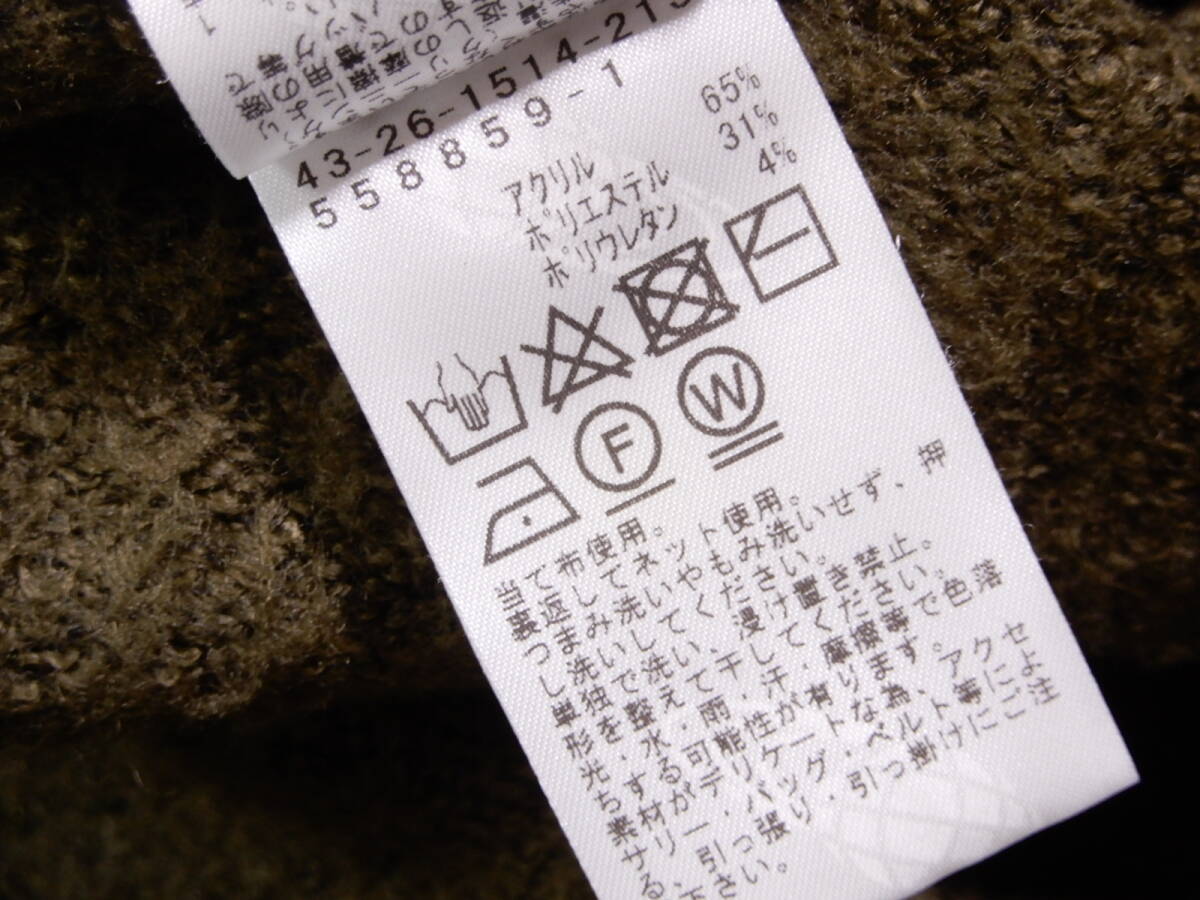 43-26-1514-215
558859-1
アクリル 65%
ポリエステル 31%
ポリウレタン 4%
F W
当て布使用。
裏返してネット使用。
つまみ洗いやもみ洗いせず、押
し洗いしてください。
単独で洗い、浸け置き禁止。
形を整えて干してください。
光・水・雨・汗・摩擦等で色落
ちする可能性が有ります。
素材がデリケートな為、アクセ
サリー・バッグ・ベルト等によ
る、引っ張り・引っ掛けにご注
下さい。